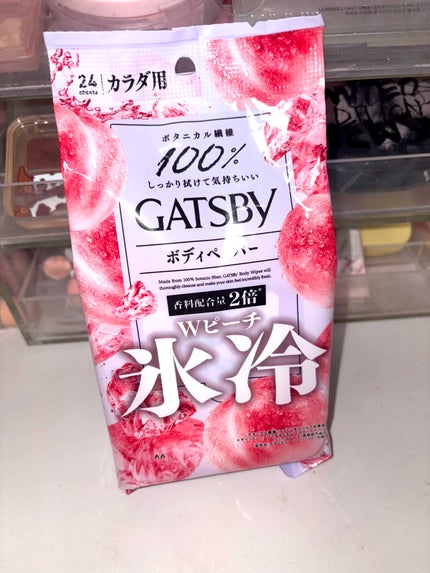 24 sheets カラダ用
ボタニカル繊維
100%
しっかり拭けて気持ちいい
GATSBY
ボディペーパー
Made from 100% botanic fiber, GATSBY Body Wipes will
thoroughly cleanse and make your skin feel incredibly fresh.
香料配合量2倍※
Wピーチ
氷冷